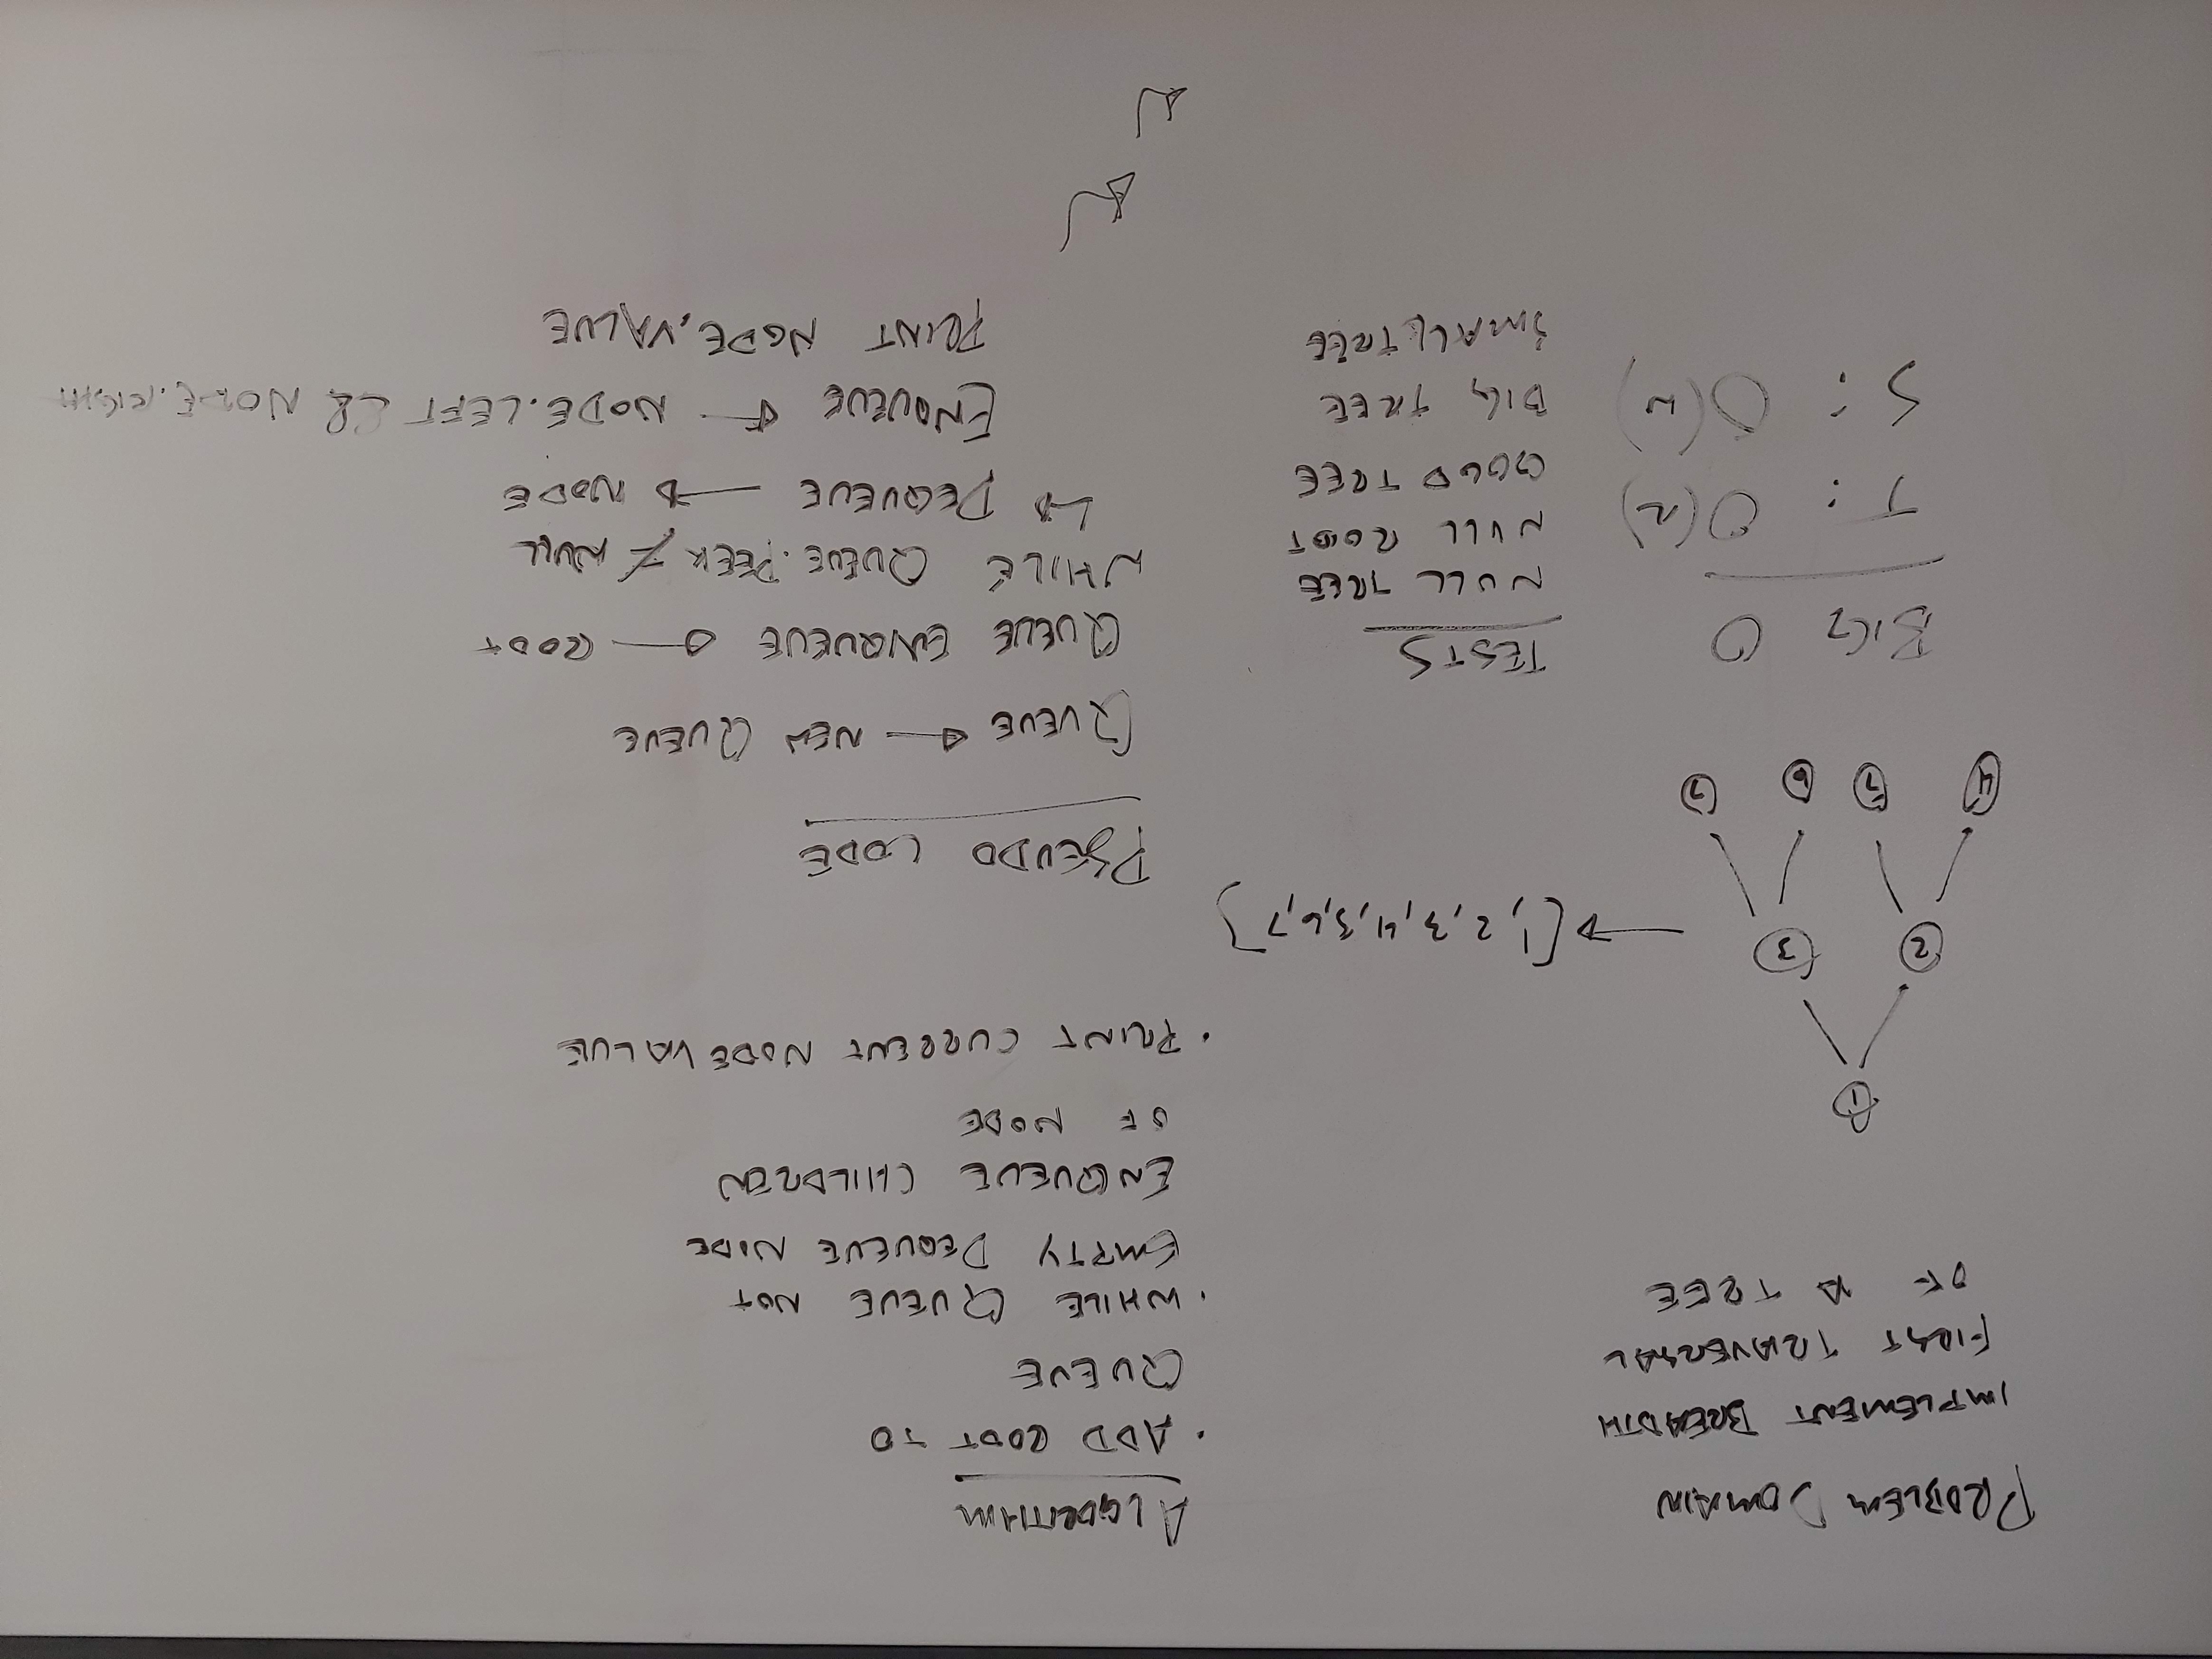 PROBLEM DOMAIN
IMPLEMENT BREADTH
FIRST TRAVERSAL
OF A TREE
1
2 3
4 5 6 7
[1, 2, 3, 4, 5, 6, 7]
BIG O
T: O(n)
S: O(w)
TESTS
NULL TREE
NULL ROOT
GOOD TREE
BIG TREE
SMALL TREE
ALGORITHM
· ADD ROOT TO
QUEUE
· WHILE QUEUE NOT
EMPTY DEQUEUE NODE
ENQUEUE CHILDREN
OF NODE
· PRINT CURRENT NODE VALUE
PSEUDO CODE
QUEUE ← NEW QUEUE
QUEUE ENQUEUE ← ROOT
WHILE QUEUE.PEEK ≠ NULL
↳ DEQUEUE → NODE
ENQUEUE ← NODE.LEFT && NODE.RIGHT
PRINT NODE.VALUE